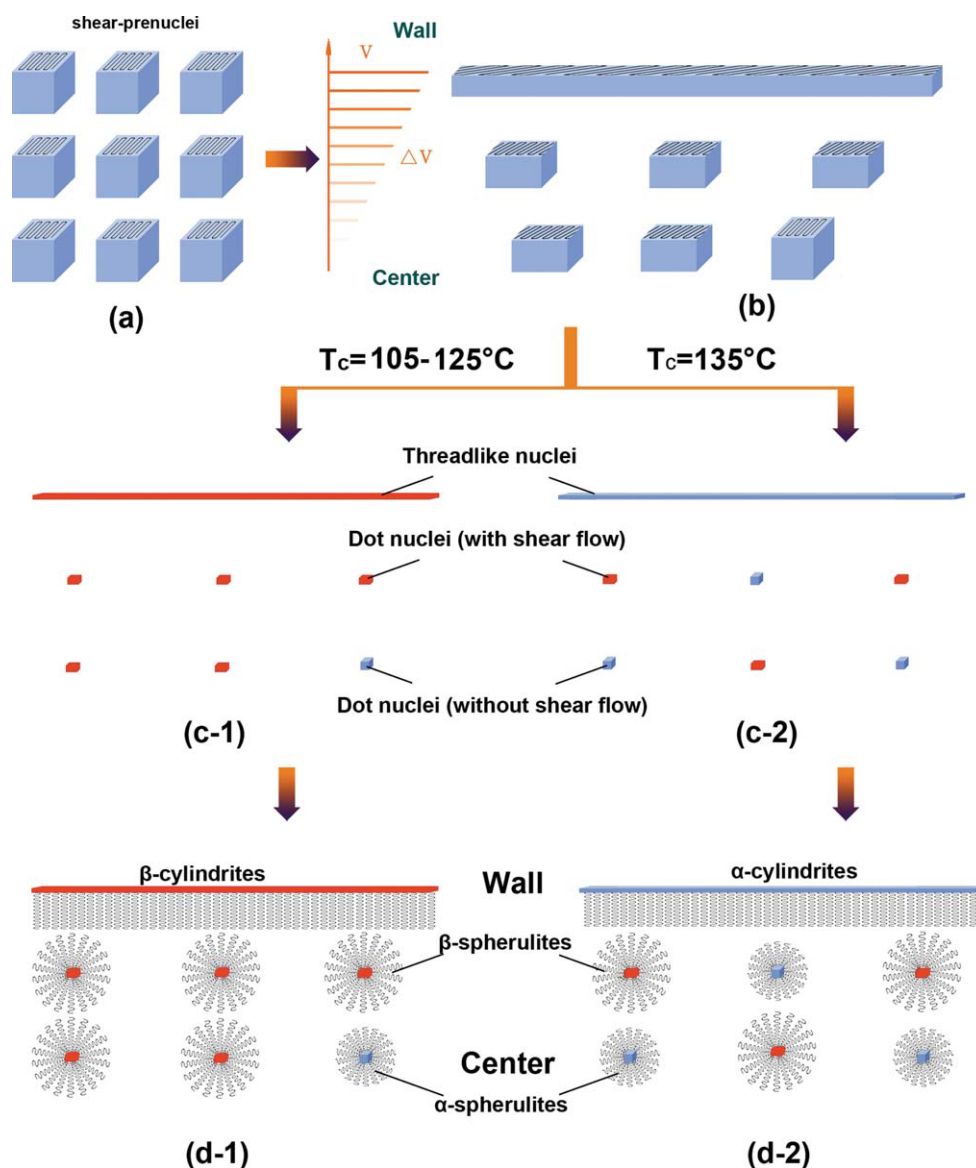 shear-prenuclei
Wall
V
△V
Center
(a)
(b)
Tc=105-125°C
Tc=135°C
Threadlike nuclei
Dot nuclei (with shear flow)
Dot nuclei (without shear flow)
(c-1)
(c-2)
β-cylindrites
Wall
α-cylindrites
β-spherulites
Center
α-spherulites
(d-1)
(d-2)